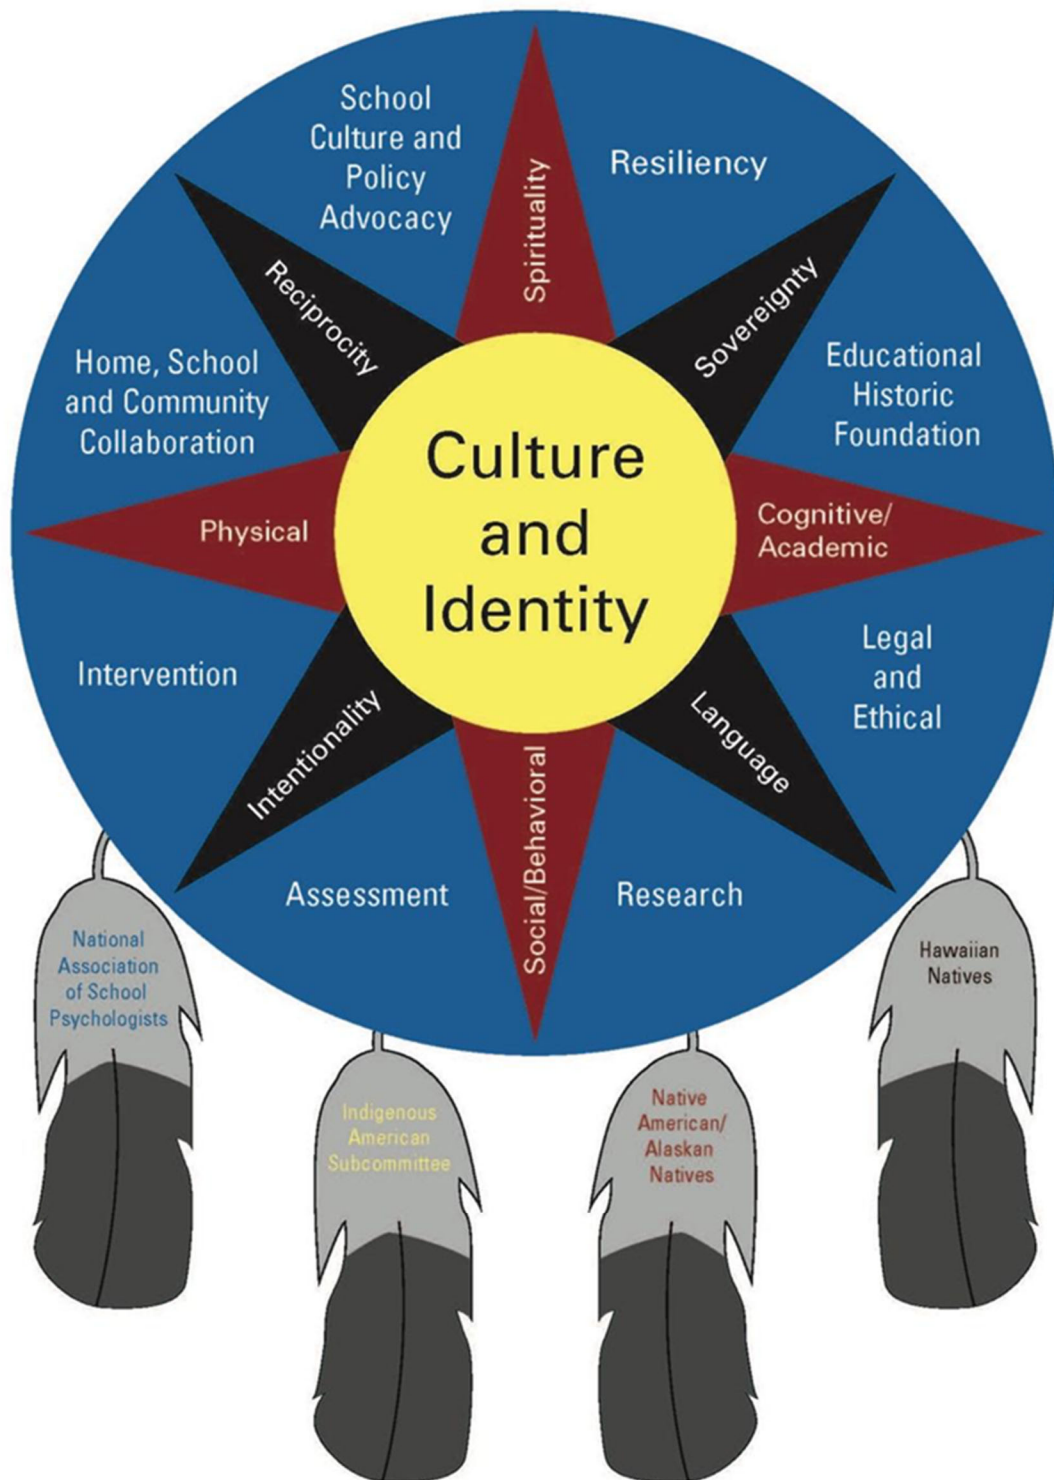 School
Culture and
Policy
Advocacy
Spirituality
Resiliency
Reciprocity
Sovereignty
Home, School
and Community
Collaboration
Educational
Historic
Foundation
Culture
and
Identity
Physical
Cognitive/
Academic
Intervention
Legal
and
Ethical
Intentionality
Language
Assessment
Social/Behavioral
Research
National
Association
of School
Psychologists
Indigenous
American
Subcommittee
Native
American/
Alaskan
Natives
Hawaiian
Natives